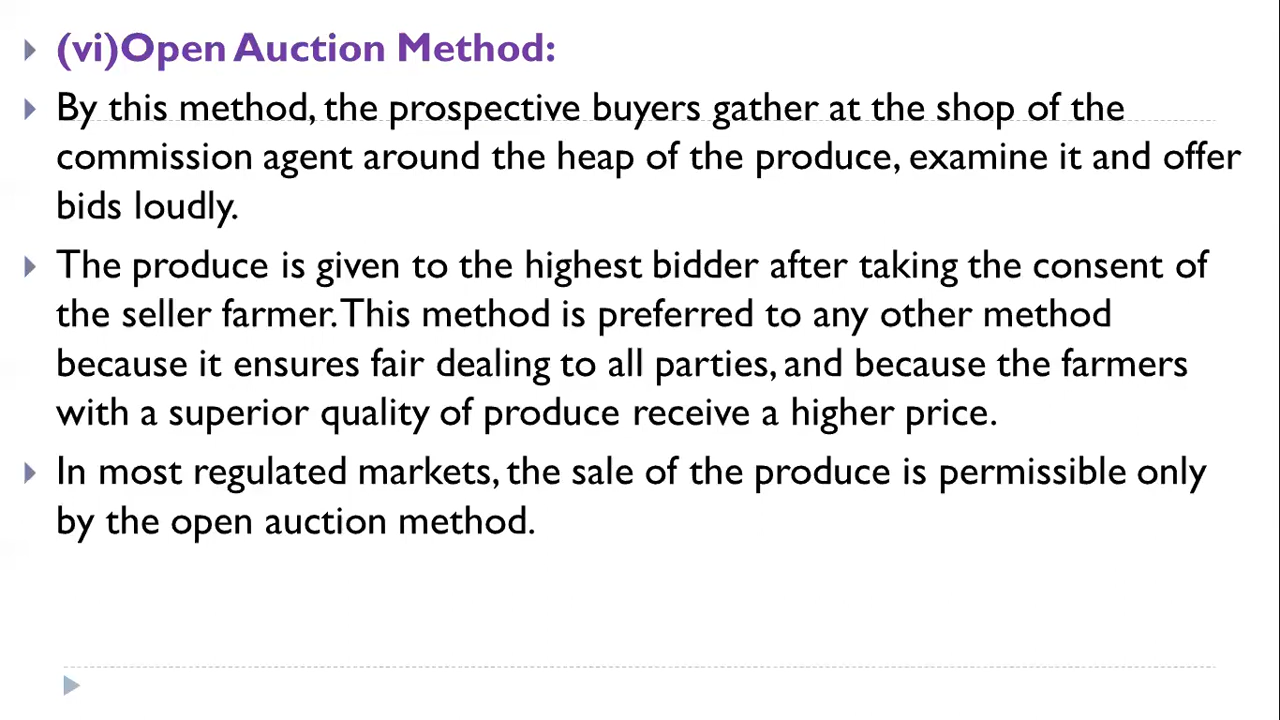 (vi)Open Auction Method:
By this method, the prospective buyers gather at the shop of the
commission agent around the heap of the produce, examine it and offer
bids loudly.
The produce is given to the highest bidder after taking the consent of
the seller farmer. This method is preferred to any other method
because it ensures fair dealing to all parties, and because the farmers
with a superior quality of produce receive a higher price.
In most regulated markets, the sale of the produce is permissible only
by the open auction method.